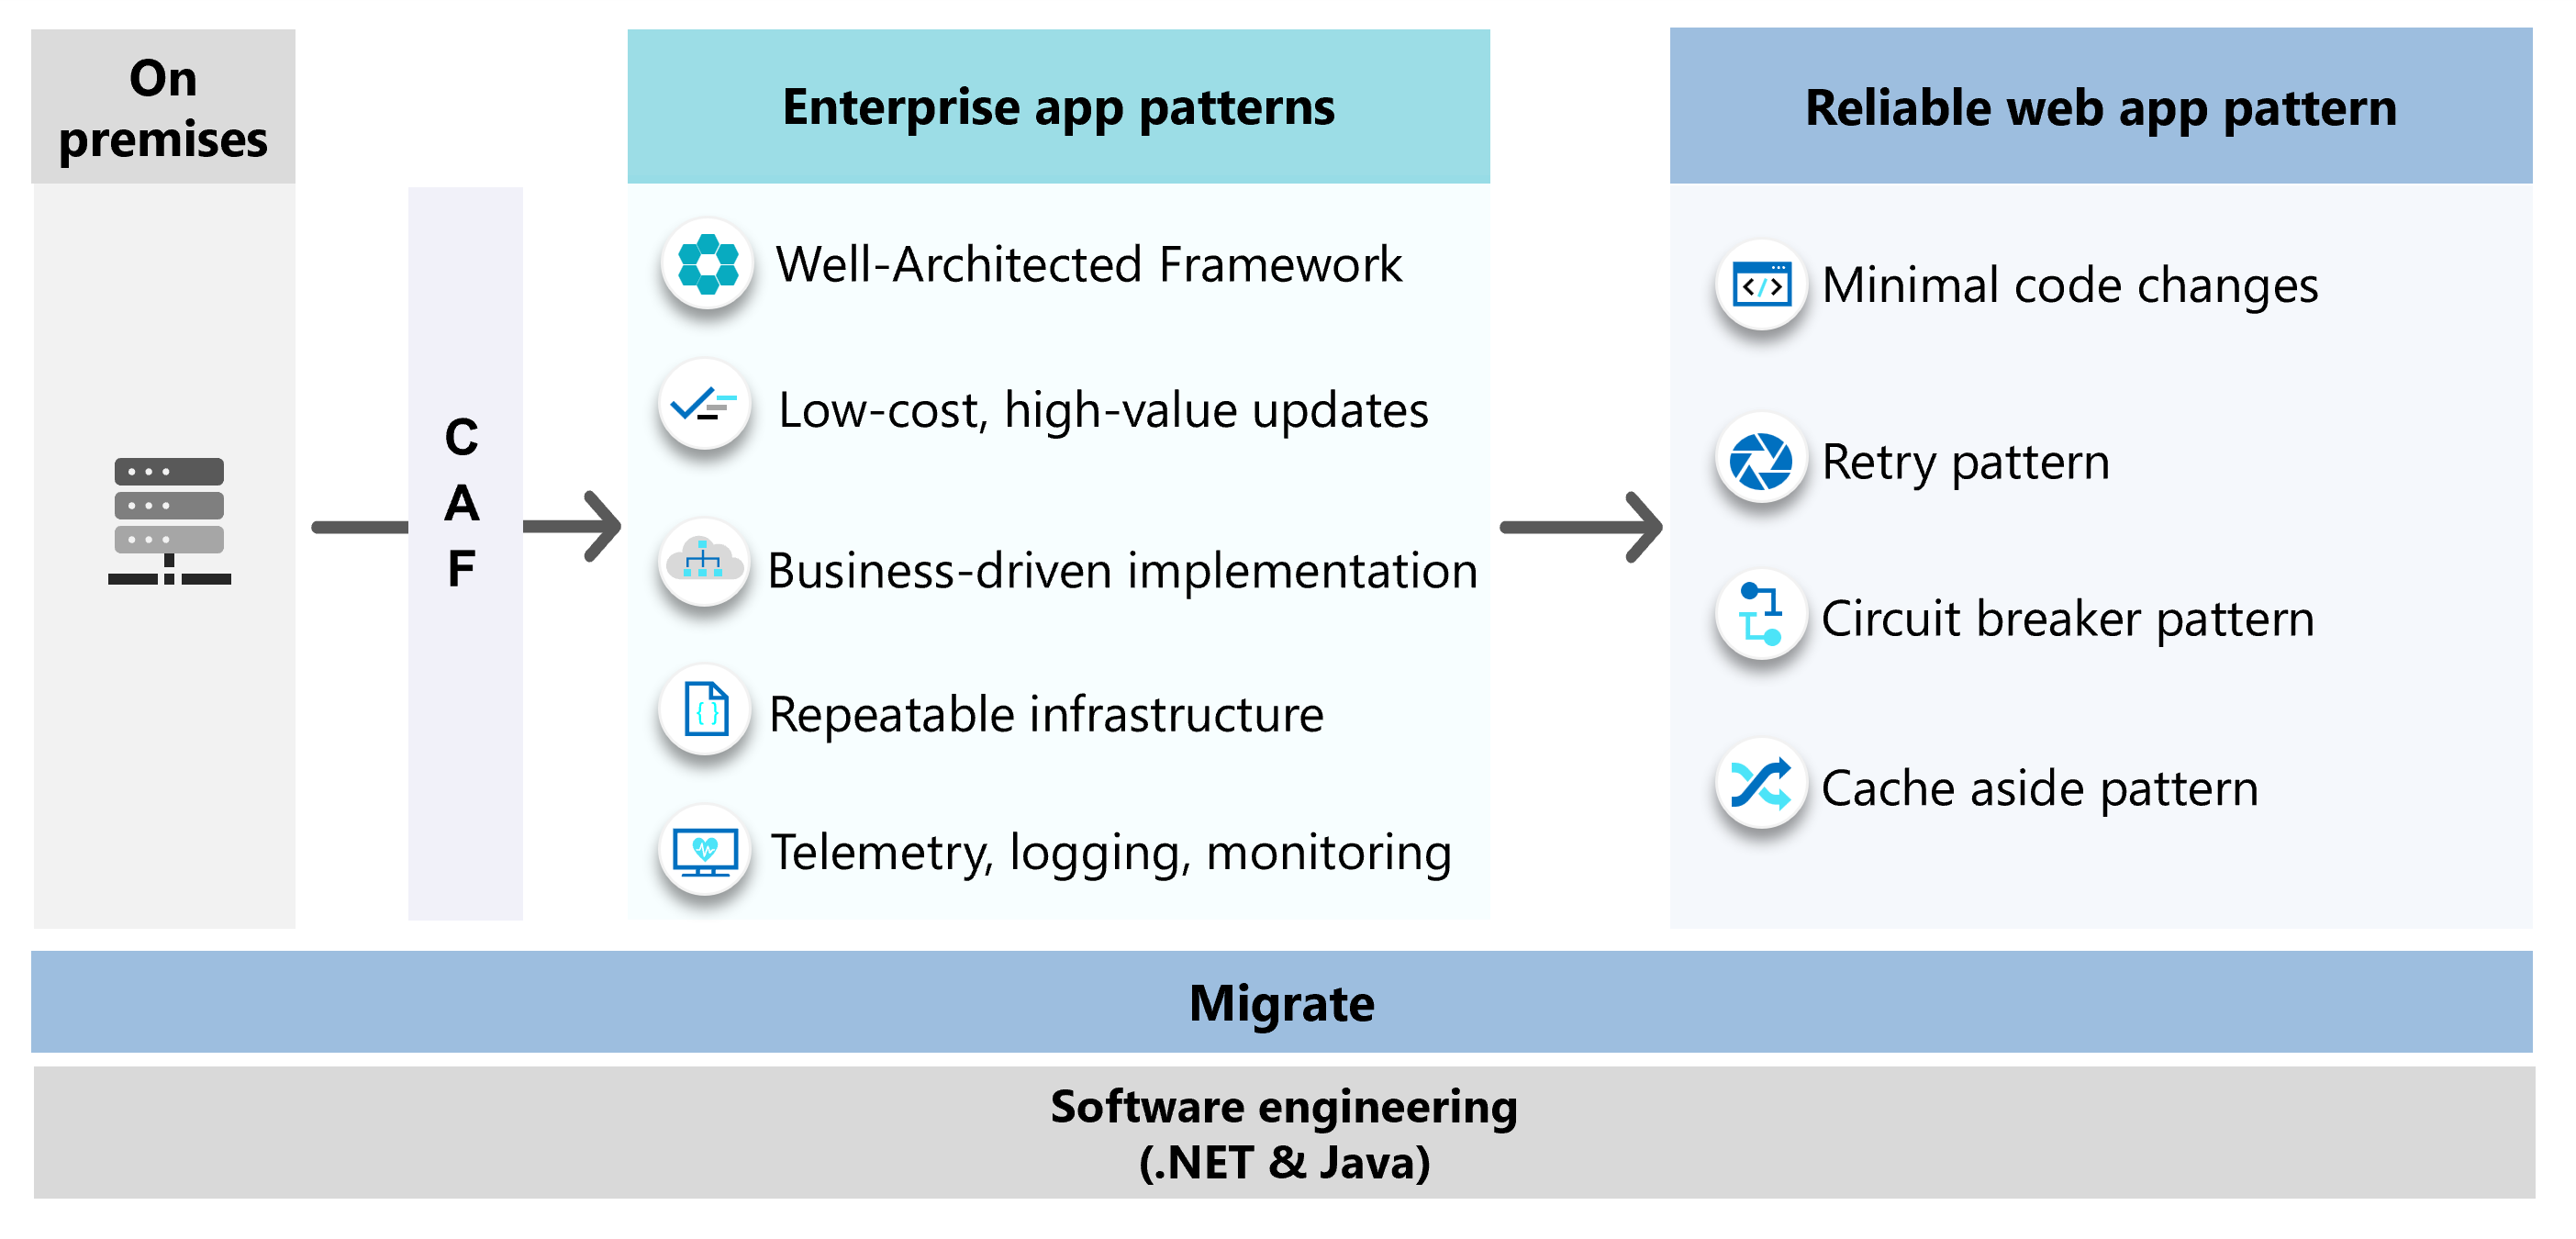 On
premises
C
A
F
Enterprise app patterns
Well-Architected Framework
Low-cost, high-value updates
Business-driven implementation
Repeatable infrastructure
Telemetry, logging, monitoring
Reliable web app pattern
Minimal code changes
Retry pattern
Circuit breaker pattern
Cache aside pattern
Migrate
Software engineering
(.NET & Java)